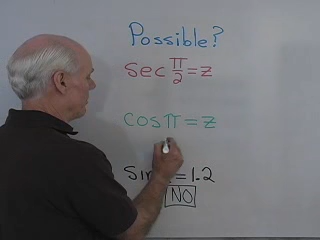 Possible?
sec π/2 = z
cos π = z
sin = 1.2
NO